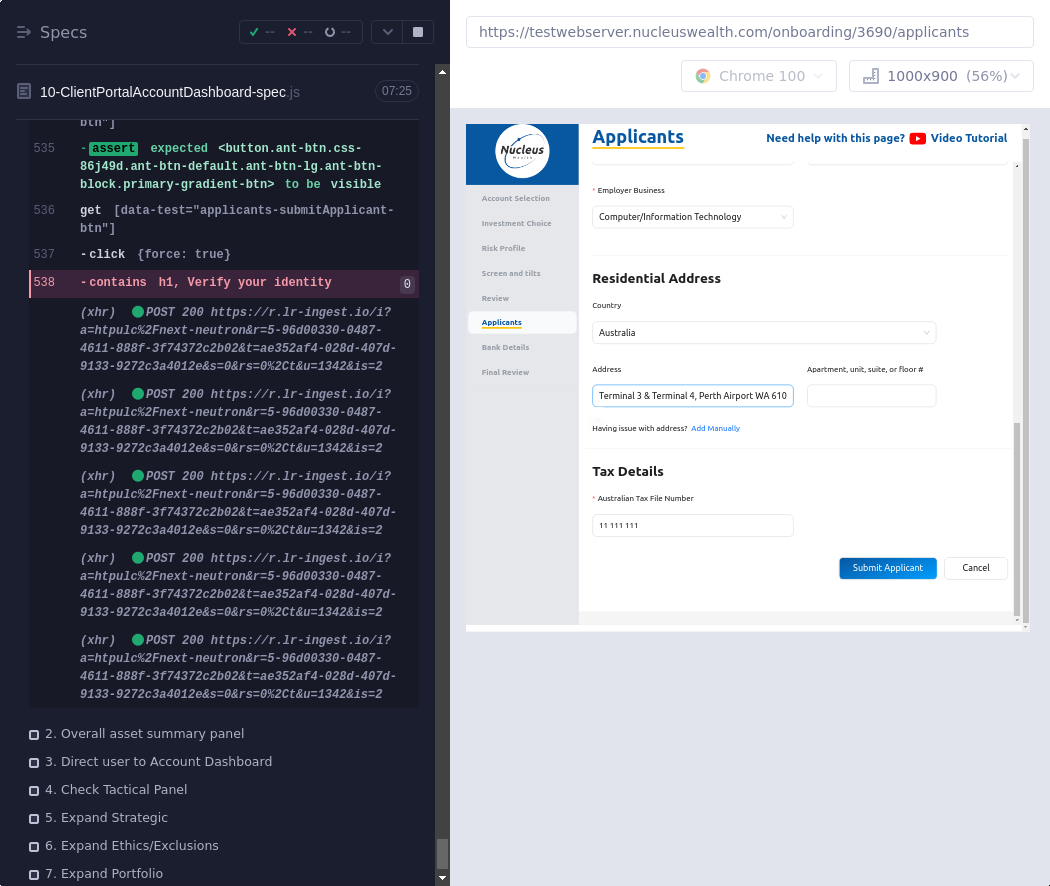 Specs
--
--
--
10-ClientPortalAccountDashboard-spec.js
07:25
btn"]
535 -assert expected <button.ant-btn.css-
86j49d.ant-btn-default.ant-btn-lg.ant-btn-
block.primary-gradient-btn> to be visible
536 get [data-test="applicants-submitApplicant-
btn"]
537 -click {force: true}
538 -contains h1, Verify your identity 0
(xhr) POST 200 https://r.lr-ingest.io/i?
a=htpulc%2Fnext-neutron&r=5-96d00330-0487-
4611-888f-3f74372c2b02&t=ae352af4-028d-407d-
9133-9272c3a4012e&s=0&rs=0%2Ct&u=1342&is=2
(xhr) POST 200 https://r.lr-ingest.io/i?
a=htpulc%2Fnext-neutron&r=5-96d00330-0487-
4611-888f-3f74372c2b02&t=ae352af4-028d-407d-
9133-9272c3a4012e&s=0&rs=0%2Ct&u=1342&is=2
(xhr) POST 200 https://r.lr-ingest.io/i?
a=htpulc%2Fnext-neutron&r=5-96d00330-0487-
4611-888f-3f74372c2b02&t=ae352af4-028d-407d-
9133-9272c3a4012e&s=0&rs=0%2Ct&u=1342&is=2
(xhr) POST 200 https://r.lr-ingest.io/i?
a=htpulc%2Fnext-neutron&r=5-96d00330-0487-
4611-888f-3f74372c2b02&t=ae352af4-028d-407d-
9133-9272c3a4012e&s=0&rs=0%2Ct&u=1342&is=2
(xhr) POST 200 https://r.lr-ingest.io/i?
a=htpulc%2Fnext-neutron&r=5-96d00330-0487-
4611-888f-3f74372c2b02&t=ae352af4-028d-407d-
9133-9272c3a4012e&s=0&rs=0%2Ct&u=1342&is=2
2. Overall asset summary panel
3. Direct user to Account Dashboard
4. Check Tactical Panel
5. Expand Strategic
6. Expand Ethics/Exclusions
7. Expand Portfolio
https://testwebserver.nucleuswealth.com/onboarding/3690/applicants
Chrome 100
1000x900 (56%)
Nucleus
Wealth
Account Selection
Investment Choice
Risk Profile
Screen and tilts
Review
Applicants
Bank Details
Final Review
Applicants
Need help with this page? Video Tutorial
* Employer Business
Computer/Information Technology
Residential Address
Country
Australia
Address
Apartment, unit, suite, or floor #
Terminal 3 & Terminal 4, Perth Airport WA 610
Having issue with address? Add Manually
Tax Details
* Australian Tax File Number
11 111 111
Submit Applicant
Cancel